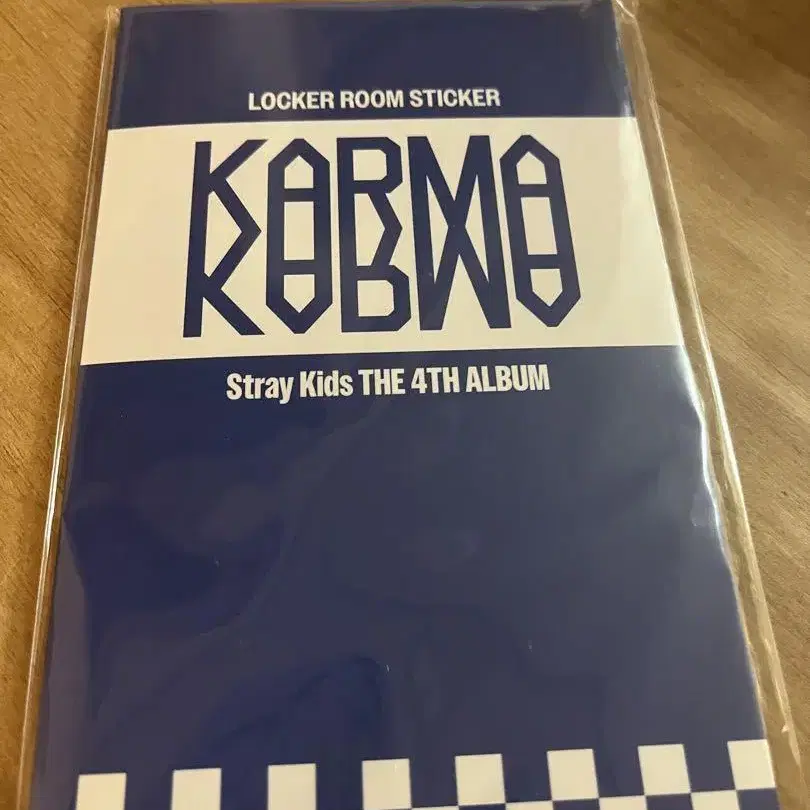 LOCKER ROOM STICKER
KARMA
Stray Kids THE 4TH ALBUM